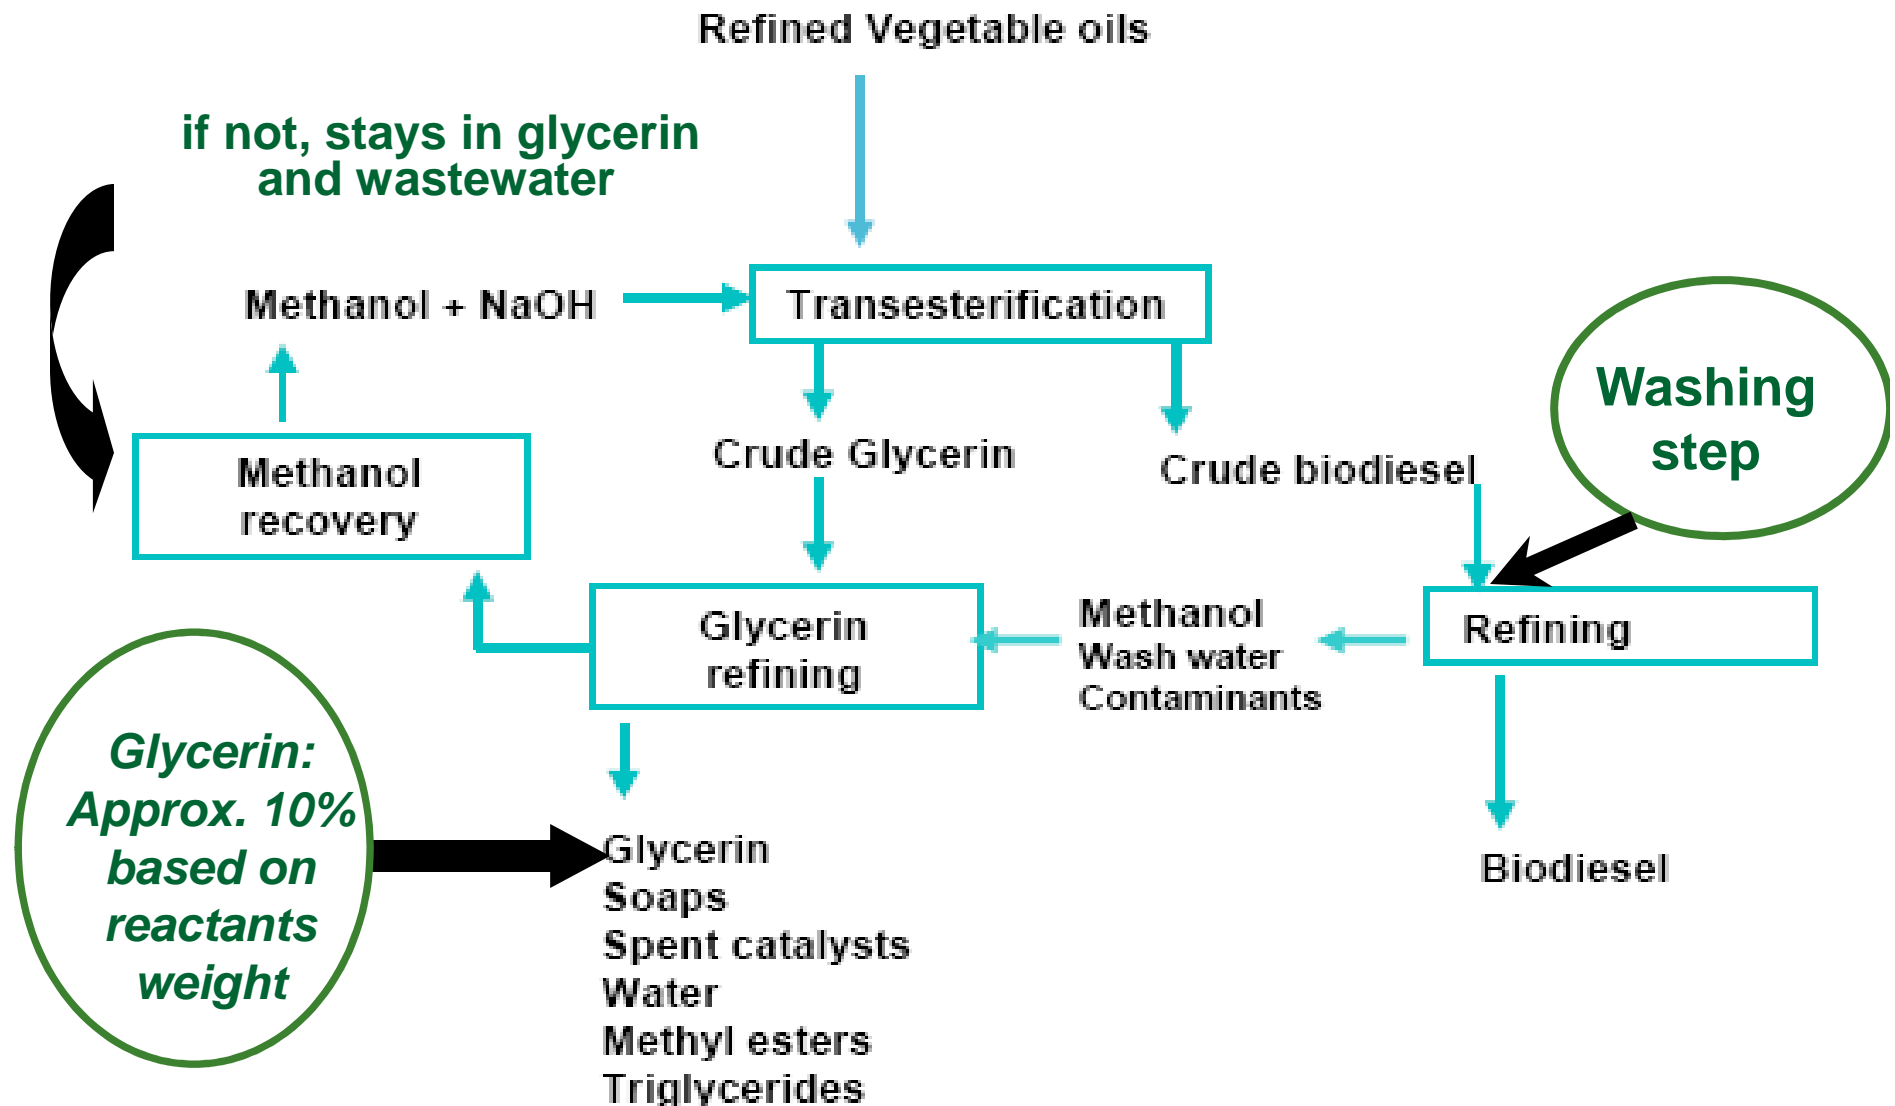 Refined Vegetable oils
if not, stays in glycerin
and wastewater
Methanol + NaOH
Transesterification
Washing
step
Methanol
recovery
Crude Glycerin
Crude biodiesel
Glycerin
refining
Methanol
Wash water
Contaminants
Refining
Glycerin:
Approx. 10%
based on
reactants
weight
Glycerin
Soaps
Spent catalysts
Water
Methyl esters
Triglycerides
Biodiesel